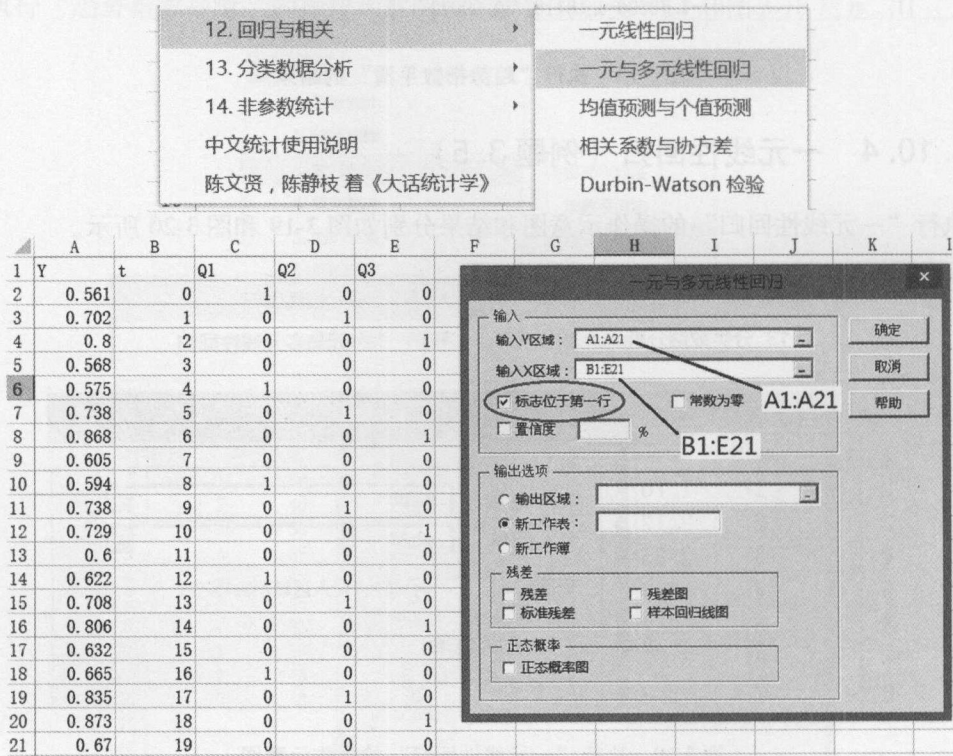 12. 回归与相关
一元线性回归
13. 分类数据分析
一元与多元线性回归
14. 非参数统计
均值预测与个值预测
中文统计使用说明
相关系数与协方差
陈文贤，陈静枝 着《大话统计学》
Durbin-Watson 检验
A B C D E F G H I J K
1 Y t Q1 Q2 Q3
2 0.561 0 1 0 0
3 0.702 1 0 1 0
4 0.8 2 0 0 1
5 0.568 3 0 0 0
6 0.575 4 1 0 0
7 0.738 5 0 1 0
8 0.868 6 0 0 1
9 0.605 7 0 0 0
10 0.594 8 1 0 0
11 0.738 9 0 1 0
12 0.729 10 0 0 1
13 0.6 11 0 0 0
14 0.622 12 1 0 0
15 0.708 13 0 1 0
16 0.806 14 0 0 1
17 0.632 15 0 0 0
18 0.665 16 1 0 0
19 0.835 17 0 1 0
20 0.873 18 0 0 1
21 0.67 19 0 0 0
一元与多元线性回归
输入
输入Y区域： A1:A21
确定
输入X区域： B1:E21
取消
标志位于第一行 常数为零 A1:A21
帮助
置信度 %
B1:E21
输出选项
输出区域：
新工作表：
新工作簿
残差
残差 残差图
标准残差 样本回归线图
正态概率
正态概率图